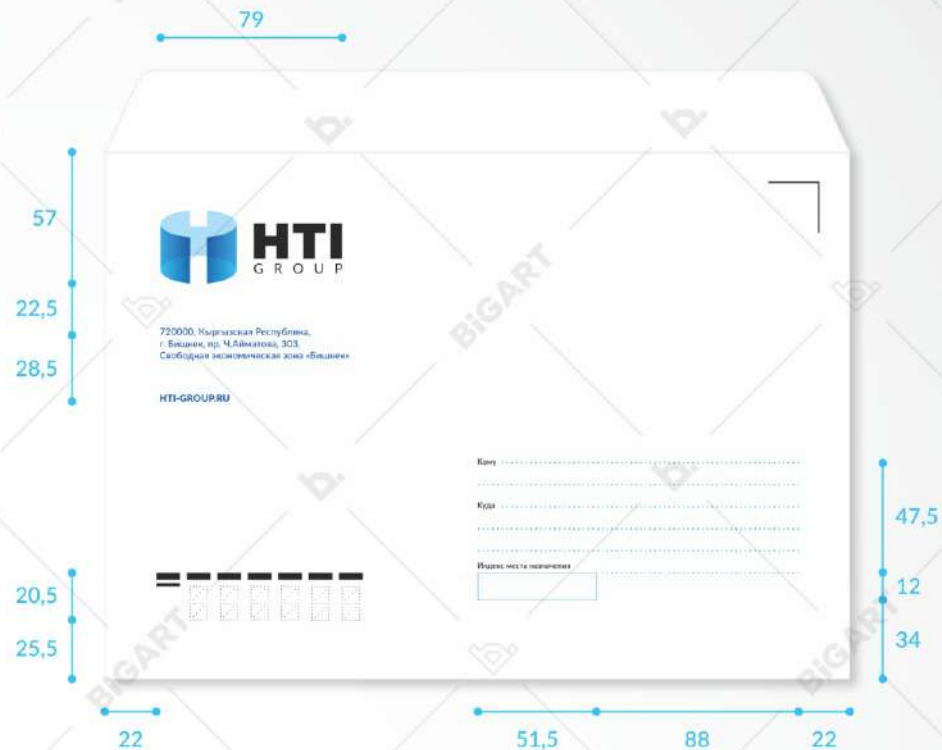 79
57
22,5
28,5
20,5
25,5
22
HTI
GROUP
720000, Кыргызская Республика,
г. Бишкек, пр. Ч.Айматова, 303,
Свободная экономическая зона «Бишкек»
HTI-GROUP.RU
BIGART
Кому
Куда
Индекс места назначения
BIGART
BIGART
47,5
12
34
51,5
88
22